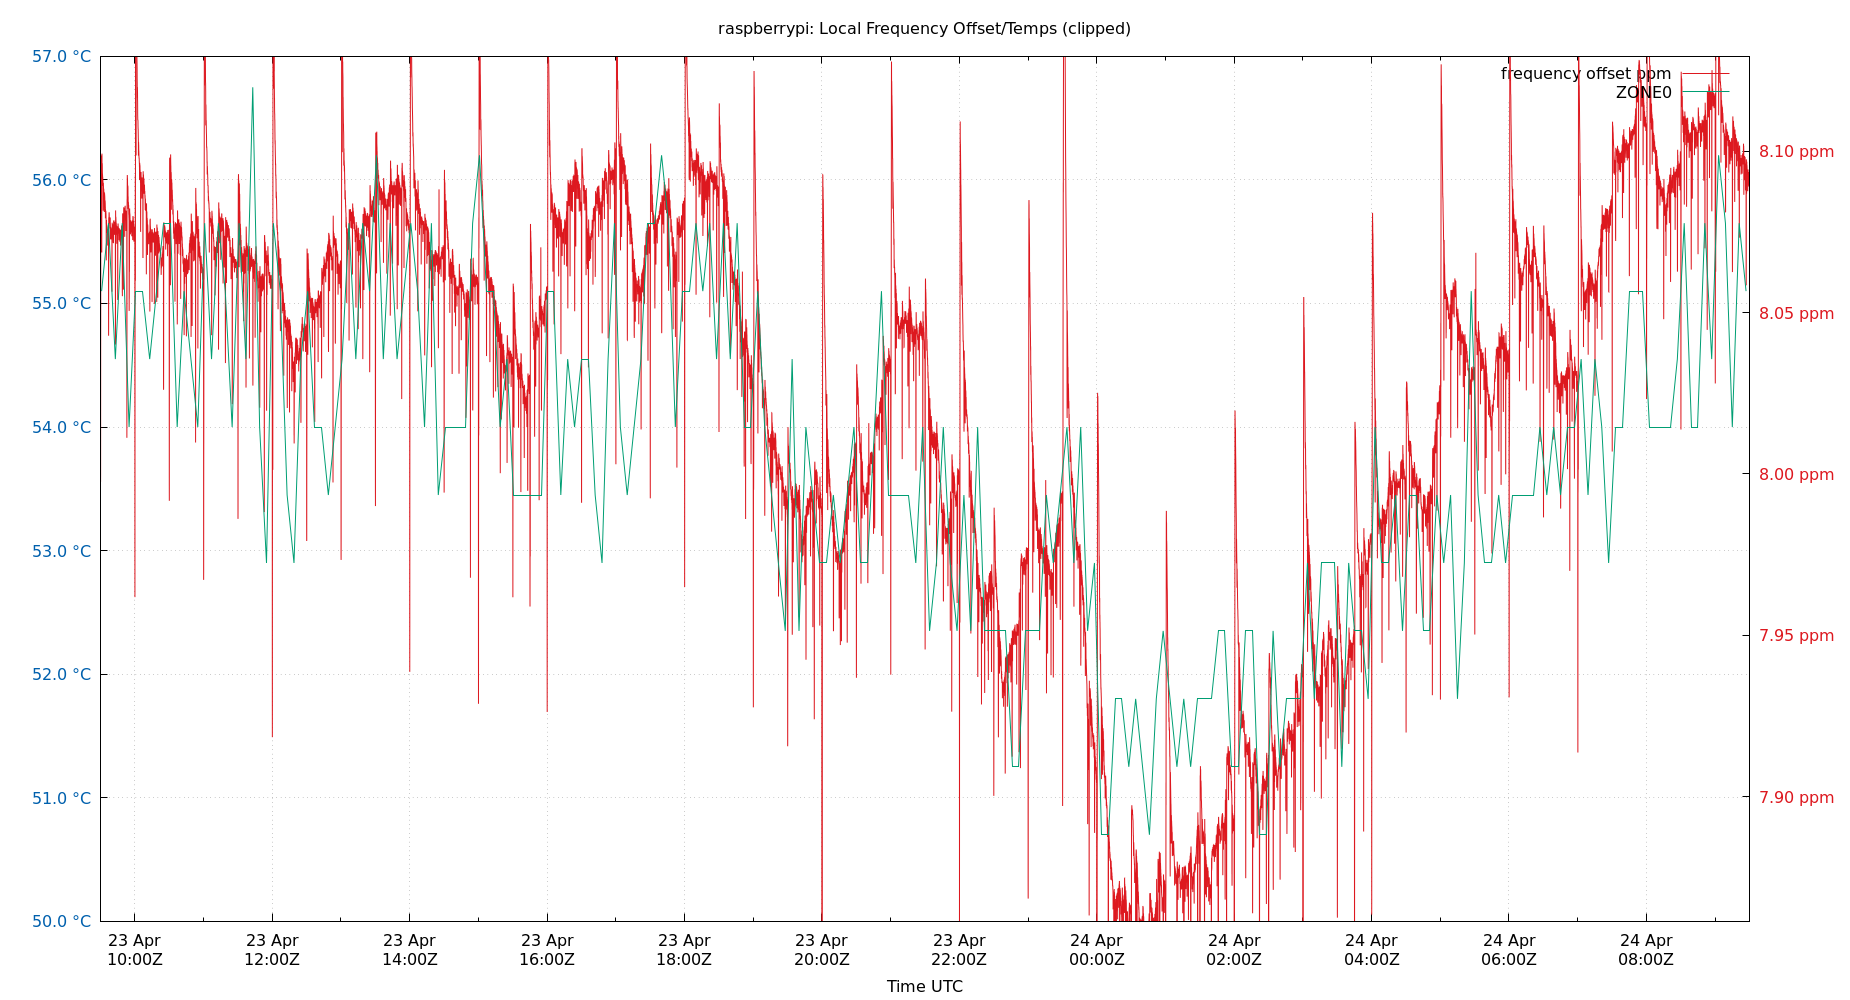 raspberrypi: Local Frequency Offset/Temps (clipped)
57.0 °C
56.0 °C
55.0 °C
54.0 °C
53.0 °C
52.0 °C
51.0 °C
50.0 °C
frequency offset ppm
ZONE0
8.10 ppm
8.05 ppm
8.00 ppm
7.95 ppm
7.90 ppm
23 Apr 23 Apr 23 Apr 23 Apr 23 Apr 23 Apr 23 Apr 24 Apr 24 Apr 24 Apr 24 Apr 24 Apr
10:00Z 12:00Z 14:00Z 16:00Z 18:00Z 20:00Z 22:00Z 00:00Z 02:00Z 04:00Z 06:00Z 08:00Z
Time UTC